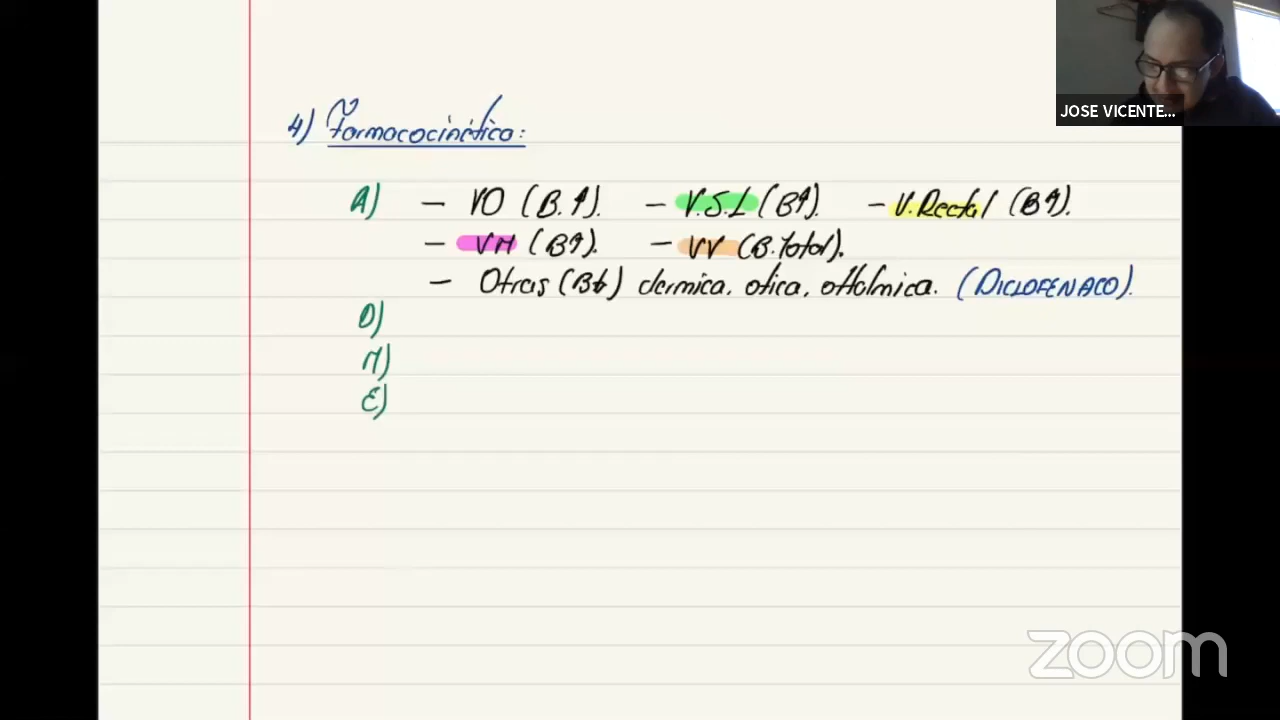 JOSE VICENTE...
4) Farmacocinética:
A) - VO (B.↑). - V.S.L (B↑). - V.Rectal (B↑).
- VM (B↑). - VV (B.Total).
- Otras (B↓) dermica, otica, oftalmica. (DICLOFENACO).
D)
M)
E)
zoom